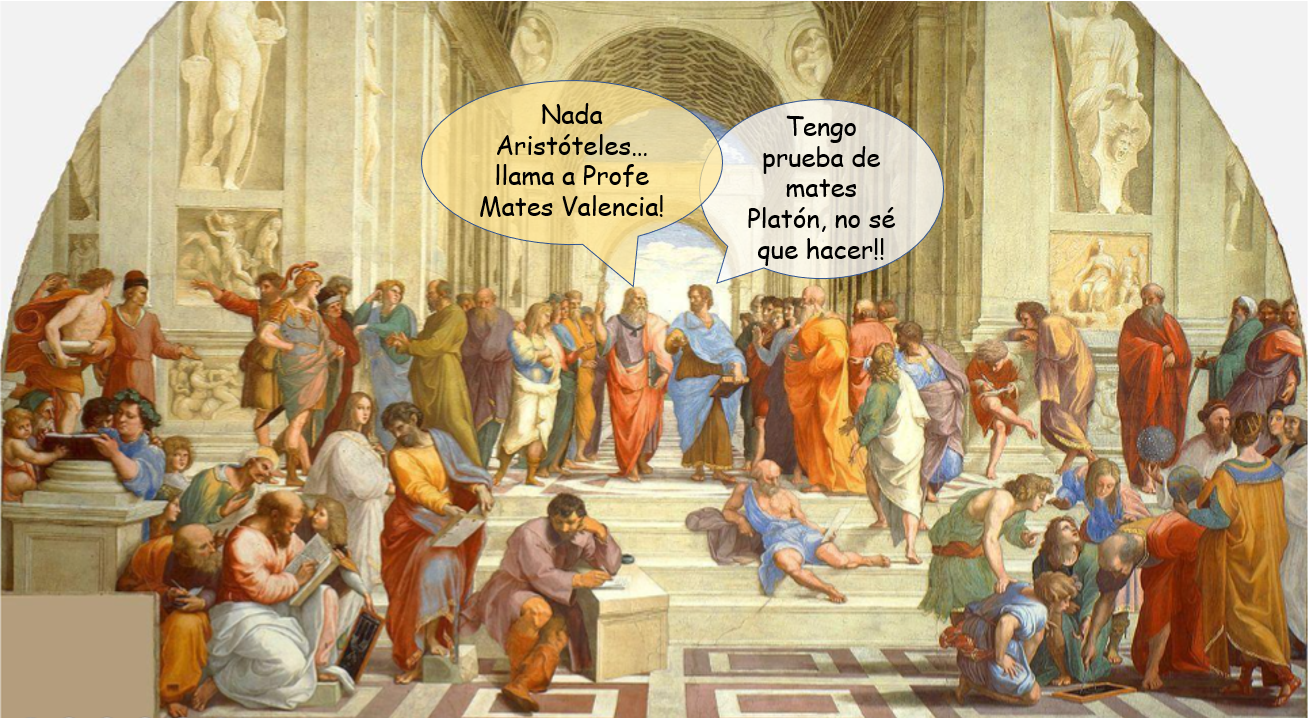 Nada
Aristóteles...
llama a Profe
Mates Valencia!
Tengo
prueba de
mates
Platón, no sé
que hacer!!